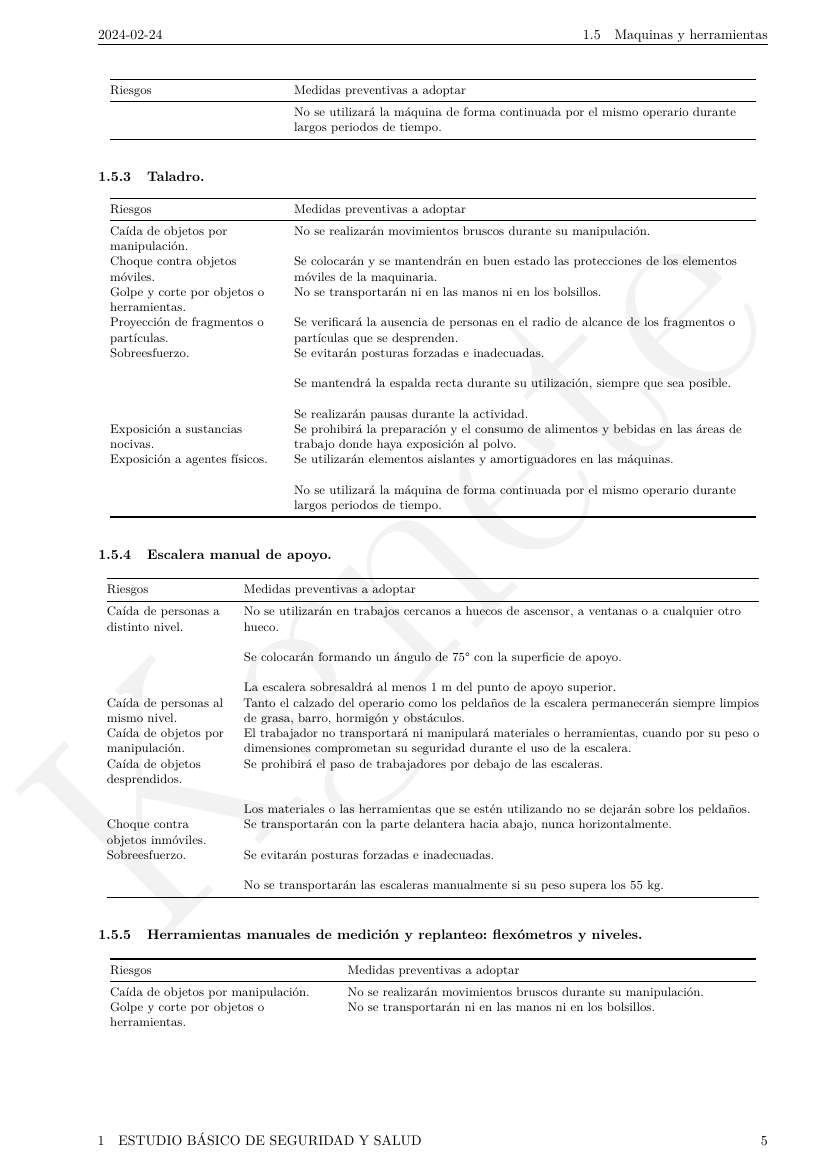 2024-02-24 1.5 Maquinas y herramientas
Riesgos Medidas preventivas a adoptar
No se utilizará la máquina de forma continuada por el mismo operario durante
largos periodos de tiempo.
1.5.3 Taladro.
Riesgos Medidas preventivas a adoptar
Caída de objetos por No se realizarán movimientos bruscos durante su manipulación.
manipulación.
Choque contra objetos Se colocarán y se mantendrán en buen estado las protecciones de los elementos
móviles. móviles de la maquinaria.
Golpe y corte por objetos o No se transportarán ni en las manos ni en los bolsillos.
herramientas.
Proyección de fragmentos o Se verificará la ausencia de personas en el radio de alcance de los fragmentos o
partículas. partículas que se desprenden.
Sobreesfuerzo. Se evitarán posturas forzadas e inadecuadas.
Se mantendrá la espalda recta durante su utilización, siempre que sea posible.
Se realizarán pausas durante la actividad.
Exposición a sustancias Se prohibirá la preparación y el consumo de alimentos y bebidas en las áreas de
nocivas. trabajo donde haya exposición al polvo.
Exposición a agentes físicos. Se utilizarán elementos aislantes y amortiguadores en las máquinas.
No se utilizará la máquina de forma continuada por el mismo operario durante
largos periodos de tiempo.
1.5.4 Escalera manual de apoyo.
Riesgos Medidas preventivas a adoptar
Caída de personas a No se utilizarán en trabajos cercanos a huecos de ascensor, a ventanas o a cualquier otro
distinto nivel. hueco.
Se colocarán formando un ángulo de 75° con la superficie de apoyo.
La escalera sobresaldrá al menos 1 m del punto de apoyo superior.
Caída de personas al Tanto el calzado del operario como los peldaños de la escalera permanecerán siempre limpios
mismo nivel. de grasa, barro, hormigón y obstáculos.
Caída de objetos por El trabajador no transportará ni manipulará materiales o herramientas, cuando por su peso o
manipulación. dimensiones comprometan su seguridad durante el uso de la escalera.
Caída de objetos Se prohibirá el paso de trabajadores por debajo de las escaleras.
desprendidos.
Los materiales o las herramientas que se estén utilizando no se dejarán sobre los peldaños.
Choque contra Se transportarán con la parte delantera hacia abajo, nunca horizontalmente.
objetos inmóviles.
Sobreesfuerzo. Se evitarán posturas forzadas e inadecuadas.
No se transportarán las escaleras manualmente si su peso supera los 55 kg.
1.5.5 Herramientas manuales de medición y replanteo: flexómetros y niveles.
Riesgos Medidas preventivas a adoptar
Caída de objetos por manipulación. No se realizarán movimientos bruscos durante su manipulación.
Golpe y corte por objetos o No se transportarán ni en las manos ni en los bolsillos.
herramientas.
1 ESTUDIO BÁSICO DE SEGURIDAD Y SALUD 5